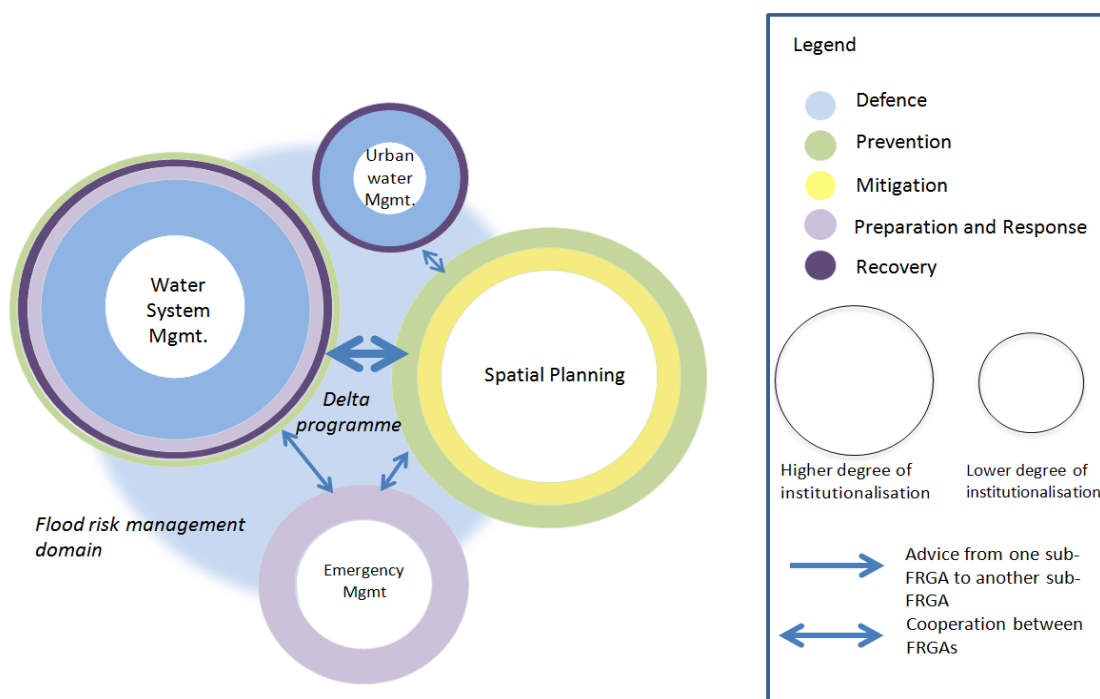 Urban
water
Mgmt.
Water
System
Mgmt.
Spatial Planning
Delta
programme
Flood risk management
domain
Emergency
Mgmt
Legend
Defence
Prevention
Mitigation
Preparation and Response
Recovery
Higher degree of
institutionalisation
Lower degree of
institutionalisation
Advice from one sub-
FRGA to another sub-
FRGA
Cooperation between
FRGAs